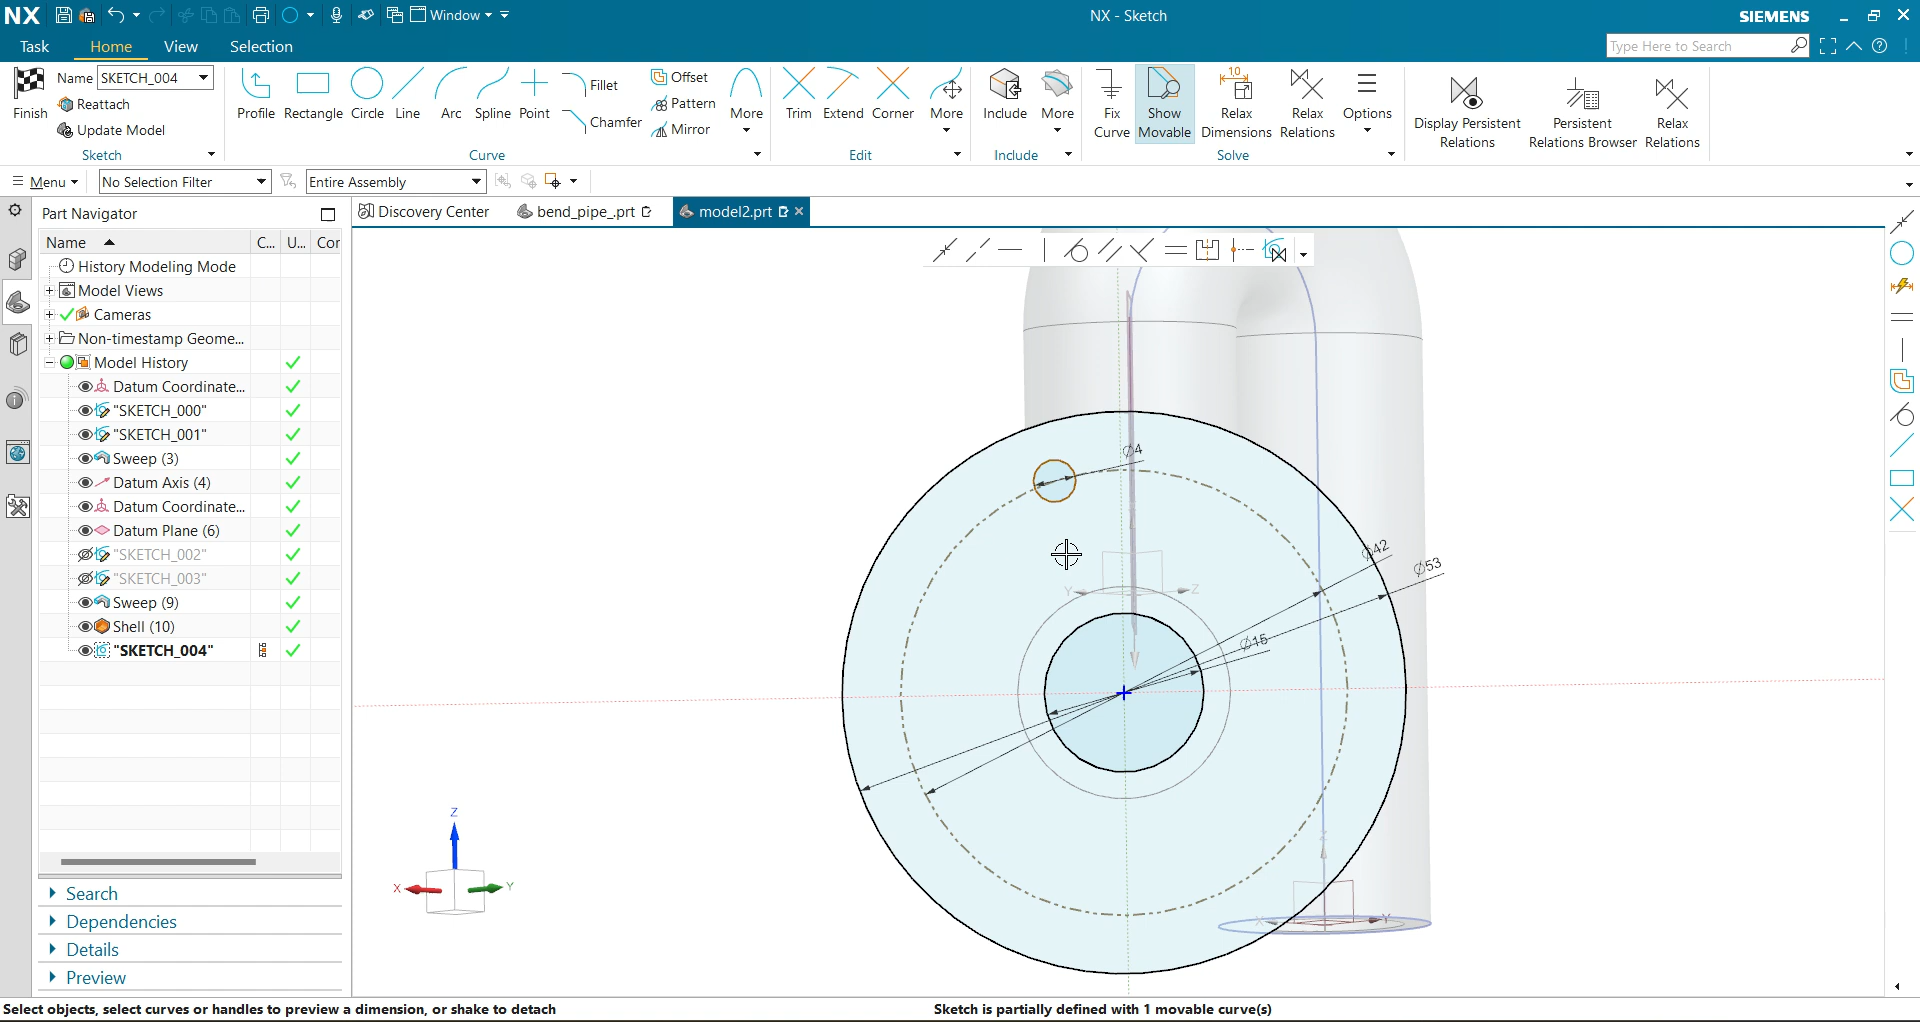 NX Window NX - Sketch SIEMENS
Task Home View Selection Type Here to Search
Name SKETCH_004
Reattach
Update Model
Finish
Sketch
Profile Rectangle Circle Line Arc Spline Point
Fillet
Chamfer
Offset
Pattern
Mirror
More
Curve
Trim Extend Corner More
Edit
Include More
Include
Fix Curve
Show Movable
Relax Dimensions
Relax Relations
Options
Solve
Display Persistent Relations
Persistent Relations Browser
Relax Relations
Menu No Selection Filter Entire Assembly
Part Navigator
Discovery Center bend_pipe_.prt model2.prt
Name C... U... Cor
History Modeling Mode
Model Views
Cameras
Non-timestamp Geome...
Model History
Datum Coordinate...
"SKETCH_000"
"SKETCH_001"
Sweep (3)
Datum Axis (4)
Datum Coordinate...
Datum Plane (6)
"SKETCH_002"
"SKETCH_003"
Sweep (9)
Shell (10)
"SKETCH_004"
Search
Dependencies
Details
Preview
Ø4
Ø42
Ø53
Ø15
Y Z
Z
X Y
Z
X Y
Select objects, select curves or handles to preview a dimension, or shake to detach
Sketch is partially defined with 1 movable curve(s)